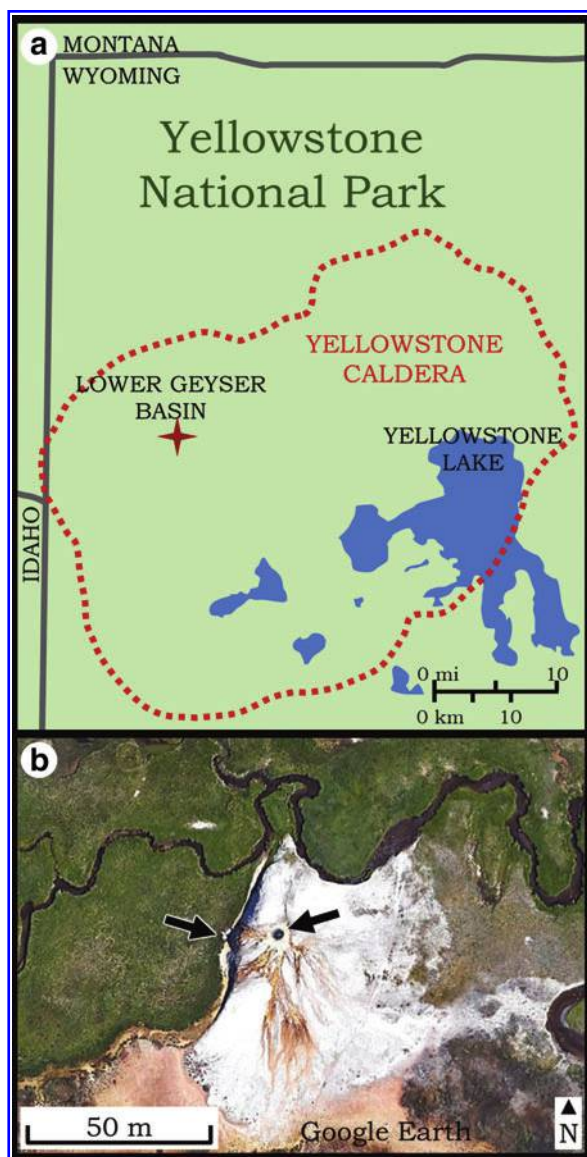 a
MONTANA
WYOMING
Yellowstone
National Park
YELLOWSTONE
CALDERA
LOWER GEYSER
BASIN
YELLOWSTONE
LAKE
IDAHO
0 mi 10
0 km 10
b
50 m
Google Earth
N